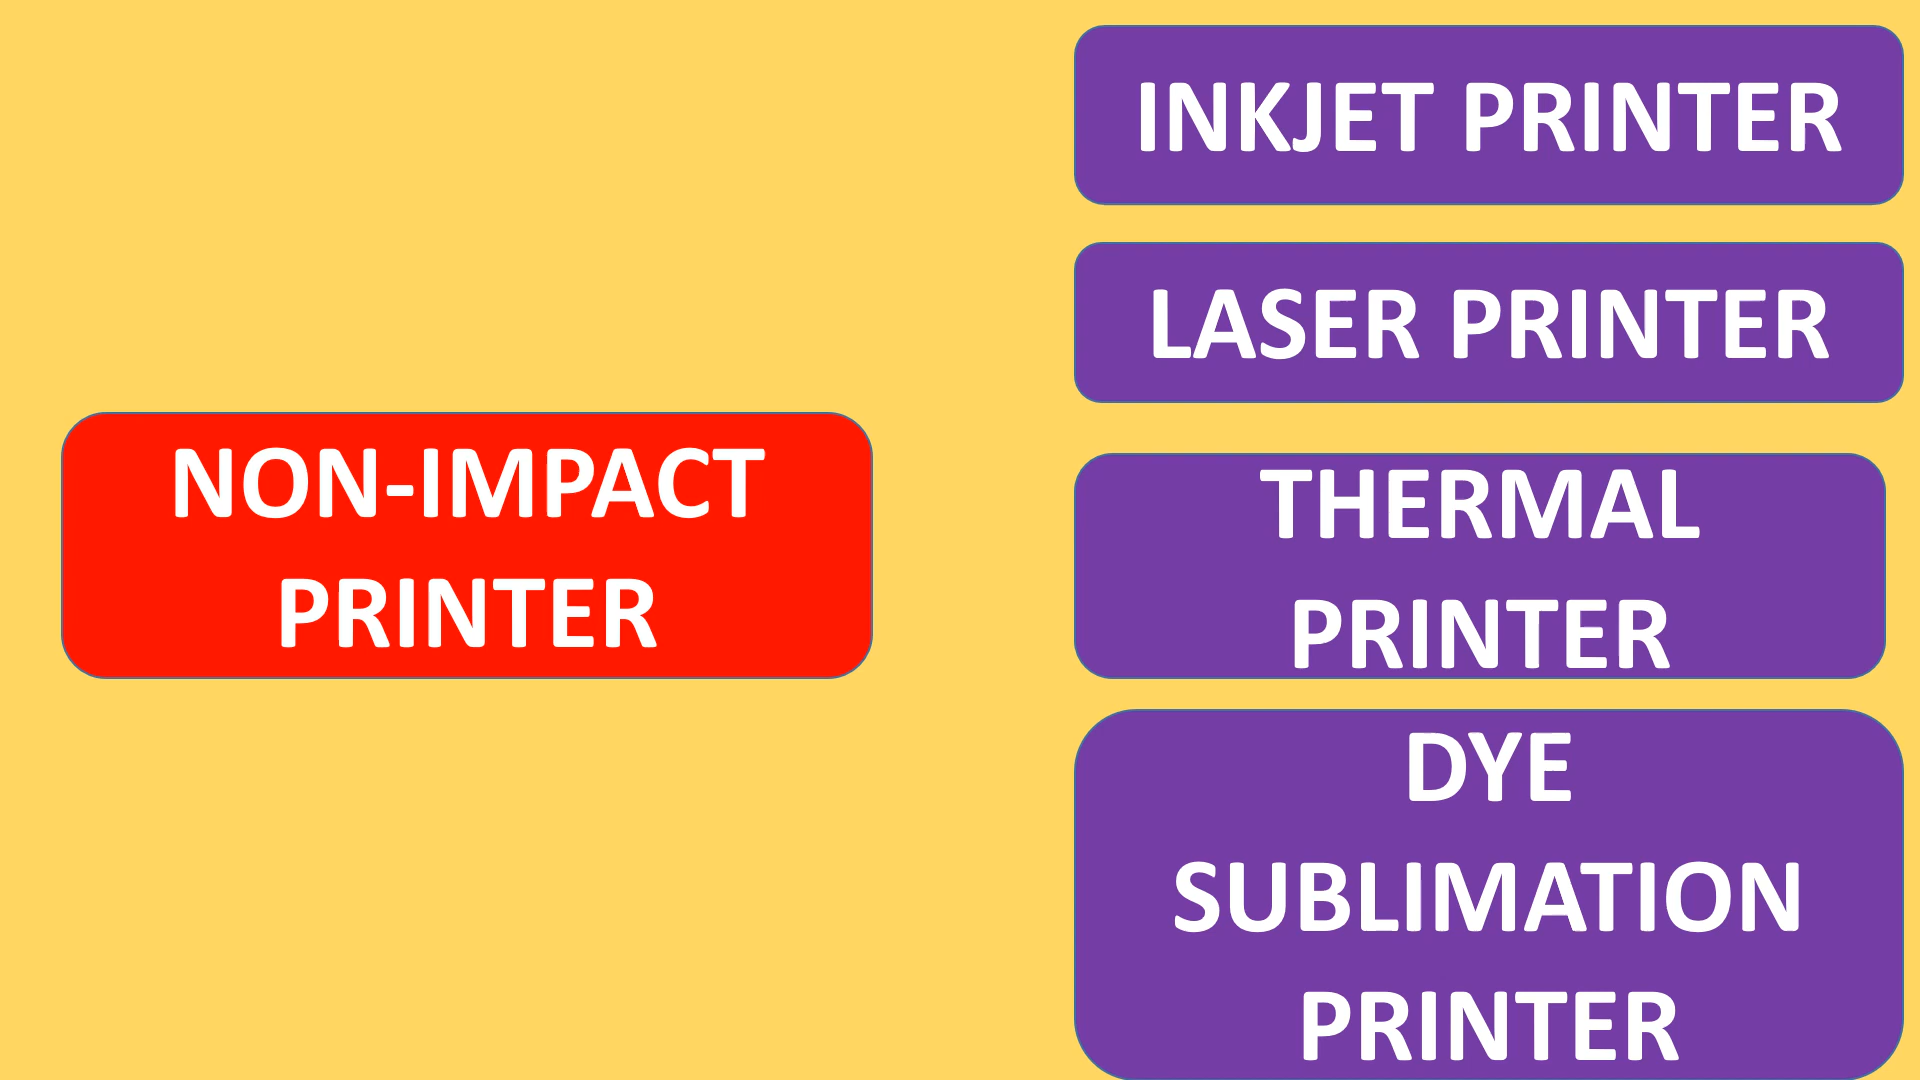 NON-IMPACT
PRINTER
INKJET PRINTER
LASER PRINTER
THERMAL
PRINTER
DYE
SUBLIMATION
PRINTER